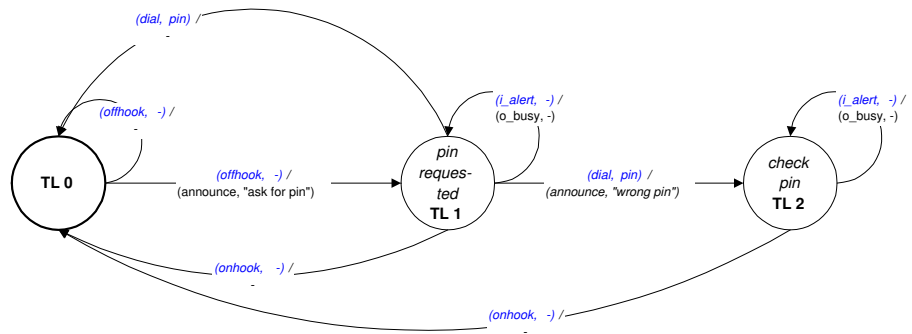 (dial, pin) /
-
(offhook, -) /
-
(i_alert, -) /
(o_busy, -)
(i_alert, -) /
(o_busy, -)
TL 0
(offhook, -) /
(announce, "ask for pin")
pin
reques-
ted
TL 1
(dial, pin) /
(announce, "wrong pin")
check
pin
TL 2
(onhook, -) /
-
(onhook, -) /
-